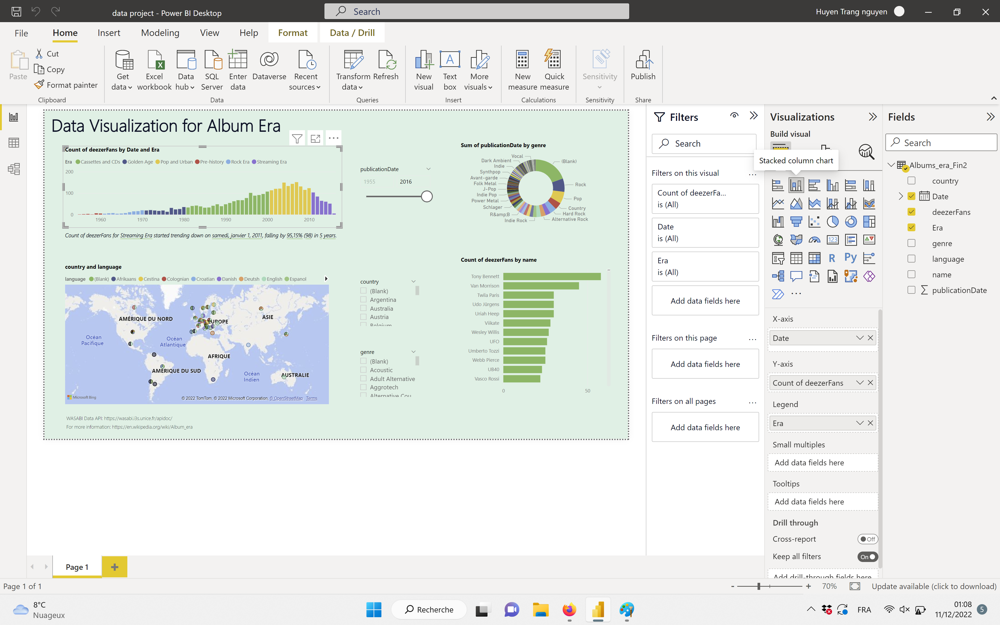 data project - Power BI Desktop
Search
Huyen Trang nguyen
File
Home
Insert
Modeling
View
Help
Format
Data / Drill
Paste
Cut
Copy
Format painter
Clipboard
Get data
Excel workbook
Data hub
SQL Server
Enter data
Dataverse
Recent sources
Data
Transform data
Refresh
Queries
New visual
Text box
More visuals
Insert
New measure
Quick measure
Calculations
Sensitivity
Sensitivity
Publish
Share
Data Visualization for Album Era
Count of deezerFans by Date and Era
Era Cassettes and CDs Golden Age Pop and Urban Pre-history Rock Era Streaming Era
200
100
0
1960 1970 1980 1990 2000 2010
Count of deezerFans for Streaming Era started trending down on samedi, janvier 1, 2011, falling by 95,15% (98) in 5 years.
publicationDate
1955 2016
Sum of publicationDate by genre
Vocal
Dark Ambient
Indie
Synthpop
Avant-garde
Folk Metal
J-Pop
Indie Pop
Power Metal
Schlager
R&amp;B
Indie Rock
(Blank)
Rock
Pop
Country
Hard Rock
Alternative Rock
country and language
language (Blank) Afrikaans Cestina Colognian Croatian Danish Deutsh English Espanol
AMÉRIQUE DU NORD
EUROPE
ASIE
Océan Pacifique
Océan Atlantique
AFRIQUE
AMÉRIQUE DU SUD
Océan Indien
AUSTRALIE
Microsoft Bing
© 2022 TomTom, © 2022 Microsoft Corporation, © OpenStreetMap Terms
country
(Blank)
Argentina
Australia
Austria
Belgium
genre
(Blank)
Acoustic
Adult Alternative
Aggrotech
Alternative Cou
Count of deezerFans by name
Tony Bennett
Van Morrison
Twila Paris
Udo Jürgens
Uriah Heep
Viikate
Wesley Willis
UFO
Umberto Tozzi
Webb Pierce
UB40
Vasco Rossi
0 50
WASABI Data API: https://wasabi.i3s.unice.fr/apidoc/
For more information: https://en.wikipedia.org/wiki/Album_era
Filters
Search
Filters on this visual
Count of deezerFa...
is (All)
Date
is (All)
Era
is (All)
Add data fields here
Filters on this page
Add data fields here
Filters on all pages
Add data fields here
Visualizations
Build visual
Stacked column chart
123
R
Py
X-axis
Date
Y-axis
Count of deezerFans
Legend
Era
Small multiples
Add data fields here
Tooltips
Add data fields here
Drill through
Cross-report
Off
Keep all filters
On
Add drill-through fields here
Fields
Search
Albums_era_Fin2
country
Date
deezerFans
Era
genre
language
name
publicationDate
Page 1
Page 1 of 1
70%
Update available (click to download)
8°C
Nuageux
Recherche
FRA
01:08
11/12/2022
5